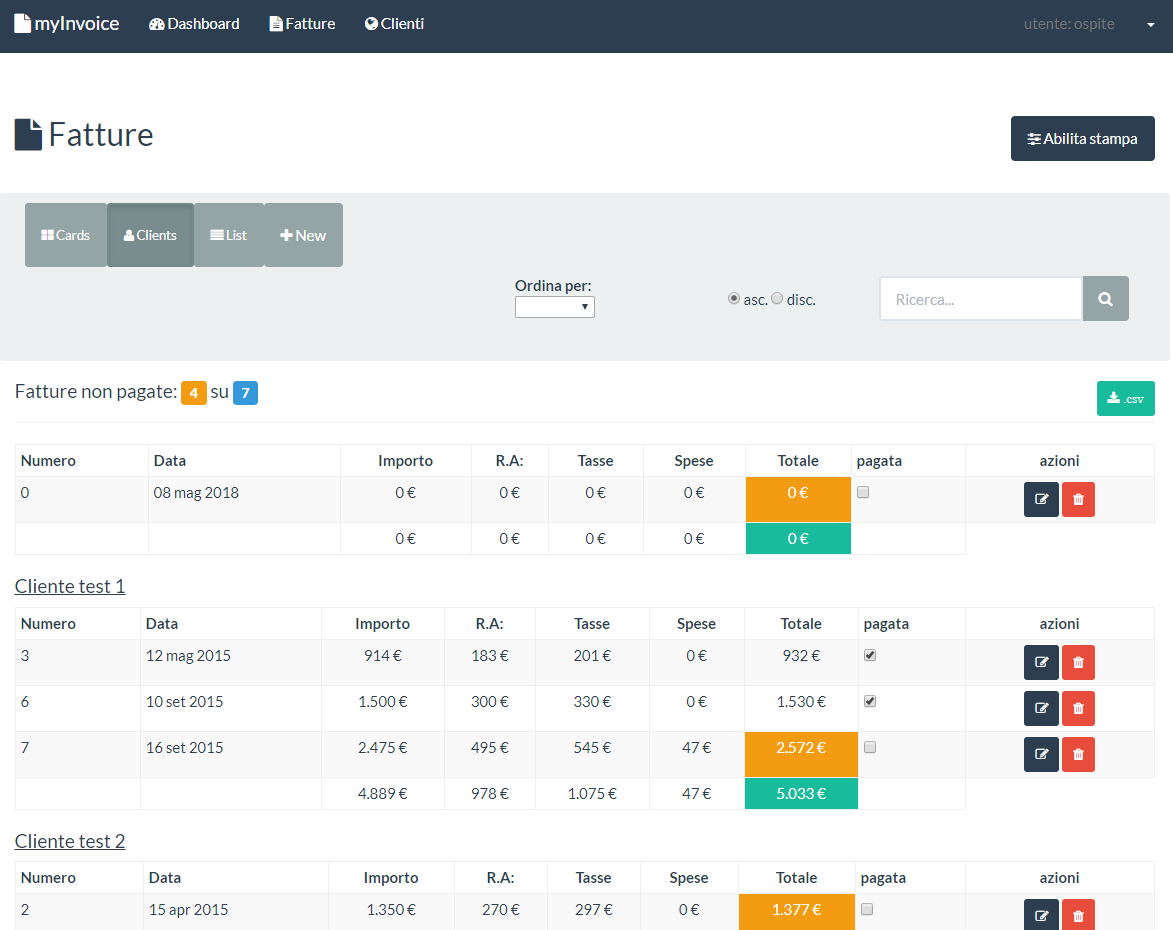 myInvoice Dashboard Fatture Clienti utente: ospite
Fatture
Abilita stampa
Cards Clients List New
Ordina per:
asc. disc.
Ricerca...
Fatture non pagate: 4 su 7
.csv
Numero Data Importo R.A: Tasse Spese Totale pagata azioni
0 08 mag 2018 0 € 0 € 0 € 0 € 0 €
0 € 0 € 0 € 0 € 0 €
Cliente test 1
Numero Data Importo R.A: Tasse Spese Totale pagata azioni
3 12 mag 2015 914 € 183 € 201 € 0 € 932 €
6 10 set 2015 1.500 € 300 € 330 € 0 € 1.530 €
7 16 set 2015 2.475 € 495 € 545 € 47 € 2.572 €
4.889 € 978 € 1.075 € 47 € 5.033 €
Cliente test 2
Numero Data Importo R.A: Tasse Spese Totale pagata azioni
2 15 apr 2015 1.350 € 270 € 297 € 0 € 1.377 €